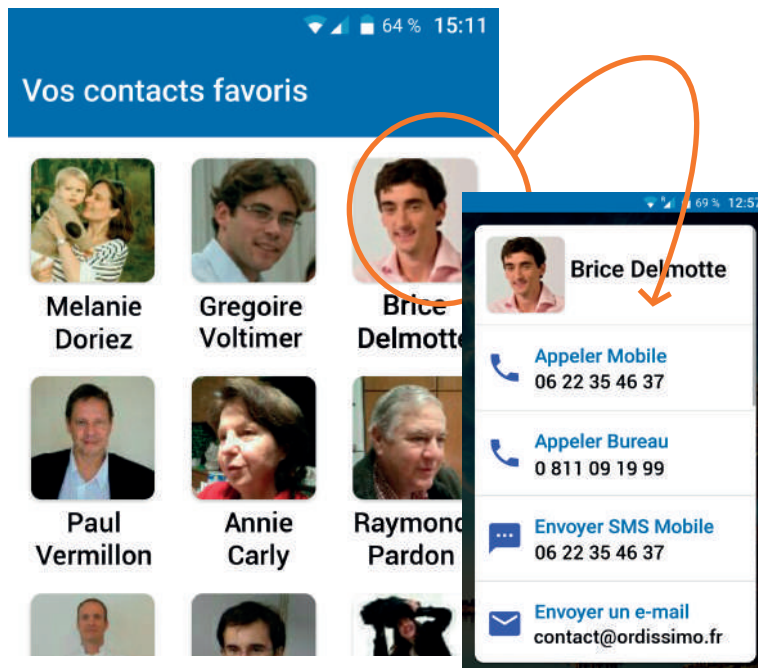 64 % 15:11
Vos contacts favoris
Melanie
Doriez
Gregoire
Voltimer
Brice
Delmotte
Paul
Vermillon
Annie
Carly
Raymond
Pardon
69 % 12:57
Brice Delmotte
Appeler Mobile
06 22 35 46 37
Appeler Bureau
0 811 09 19 99
Envoyer SMS Mobile
06 22 35 46 37
Envoyer un e-mail
contact@ordissimo.fr